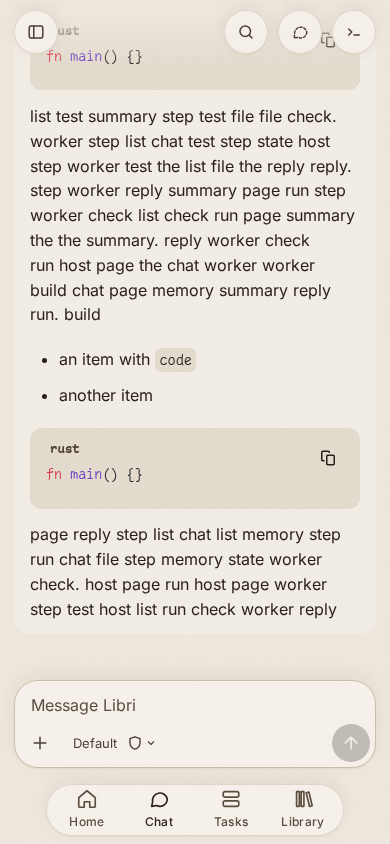 rust
fn main() {}
list test summary step test file file check.
worker step list chat test step state host
step worker test the list file the reply reply.
step worker reply summary page run step
worker check list check run page summary
the the summary. reply worker check
run host page the chat worker worker
build chat page memory summary reply
run. build
an item with code
another item
rust
fn main() {}
page reply step list chat list memory step
run chat file step memory state worker
check. host page run host page worker
step test host list run check worker reply
Message Libri
Default
Home Chat Tasks Library